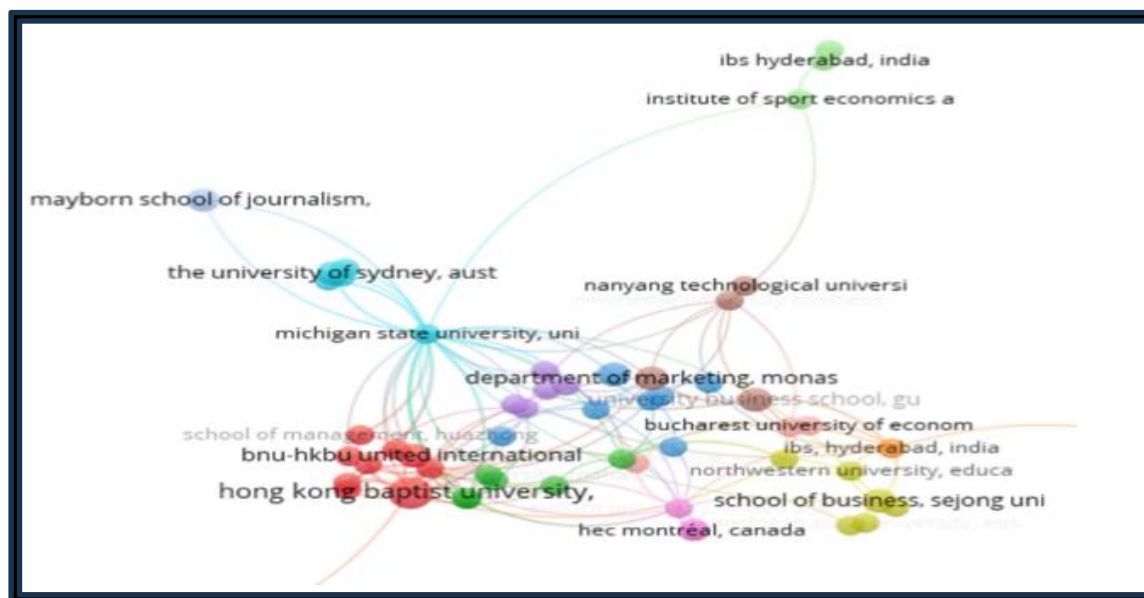 ibs hyderabad, india
institute of sport economics a
mayborn school of journalism,
the university of sydney, aust
nanyang technological universi
michigan state university, uni
department of marketing, monas
university business school, gu
bucharest university of econom
school of management, huazhong
ibs, hyderabad, india
bnu-hkbu united international
northwestern university, educa
hong kong baptist university,
school of business, sejong uni
hec montréal, canada